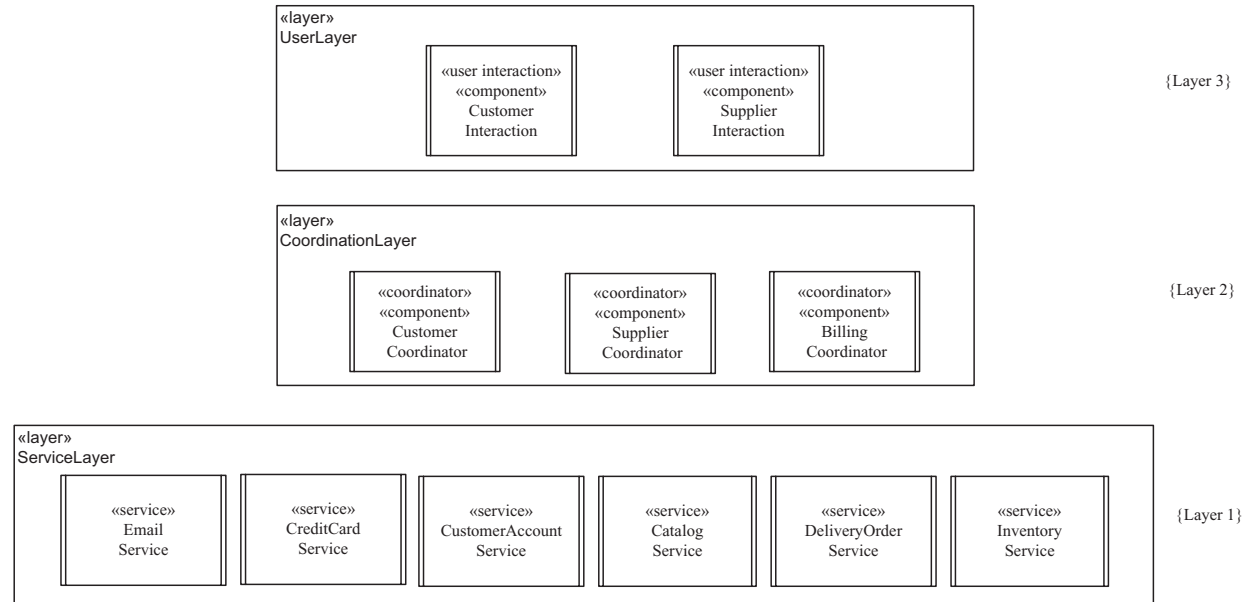 «layer»
UserLayer
«user interaction»
«component»
Customer
Interaction
«user interaction»
«component»
Supplier
Interaction
{Layer 3}
«layer»
CoordinationLayer
«coordinator»
«component»
Customer
Coordinator
«coordinator»
«component»
Supplier
Coordinator
«coordinator»
«component»
Billing
Coordinator
{Layer 2}
«layer»
ServiceLayer
«service»
Email
Service
«service»
CreditCard
Service
«service»
CustomerAccount
Service
«service»
Catalog
Service
«service»
DeliveryOrder
Service
«service»
Inventory
Service
{Layer 1}